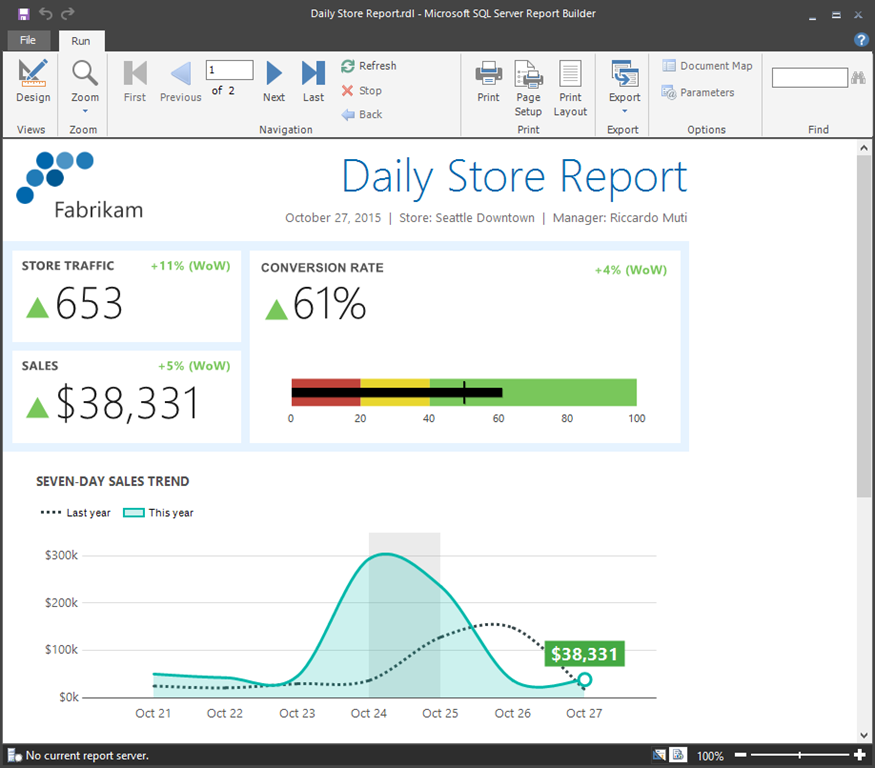 Daily Store Report.rdl - Microsoft SQL Server Report Builder
File Run
Design Zoom First Previous 1 of 2 Next Last
Refresh
Stop
Back
Print Page Setup Print Layout Export
Document Map
Parameters
Views Zoom Navigation Print Export Options Find
Fabrikam
Daily Store Report
October 27, 2015 | Store: Seattle Downtown | Manager: Riccardo Muti
STORE TRAFFIC +11% (WoW)
653
SALES +5% (WoW)
$38,331
CONVERSION RATE +4% (WoW)
61%
0 20 40 60 80 100
SEVEN-DAY SALES TREND
Last year This year
$300k
$200k
$100k
$0k
$38,331
Oct 21 Oct 22 Oct 23 Oct 24 Oct 25 Oct 26 Oct 27
No current report server. 100%